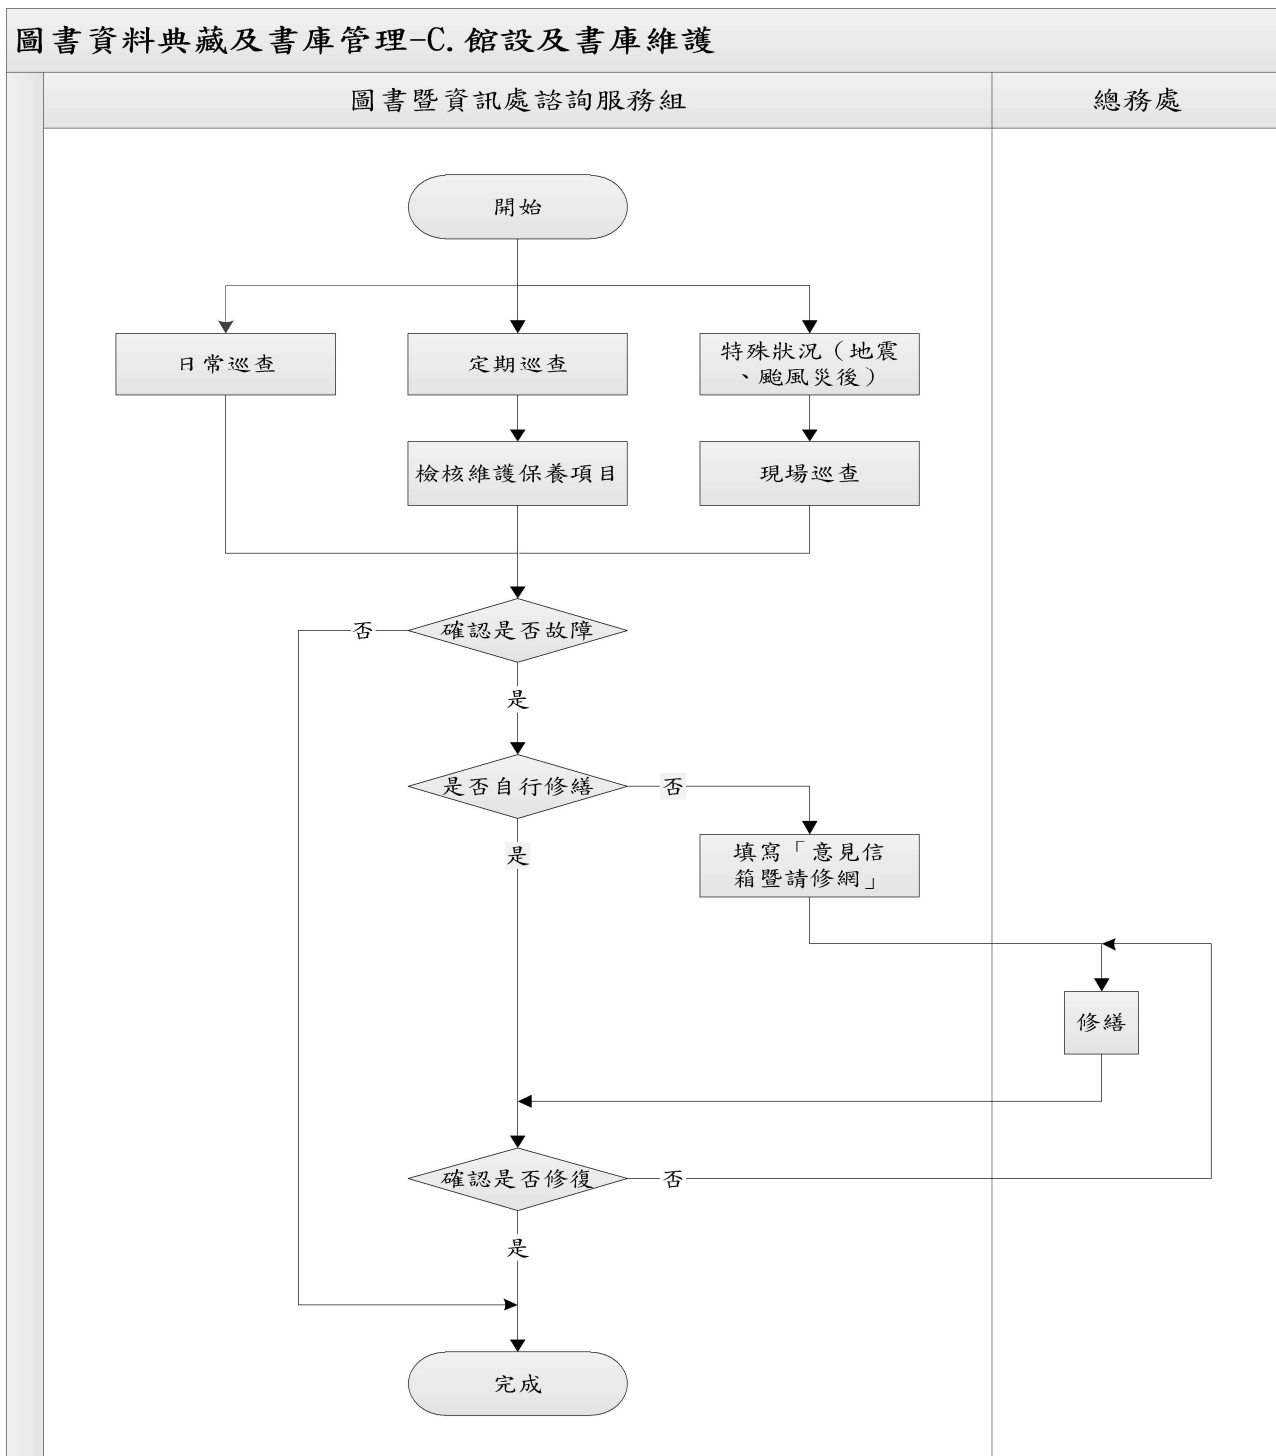 圖書資料典藏及書庫管理-C.館設及書庫維護
圖書暨資訊處諮詢服務組
總務處
開始
日常巡查
定期巡查
特殊狀況（地震
、颱風災後）
檢核維護保養項目
現場巡查
確認是否故障
否
是
是否自行修繕
否
是
填寫「意見信
箱暨請修網」
修繕
確認是否修復
否
是
完成